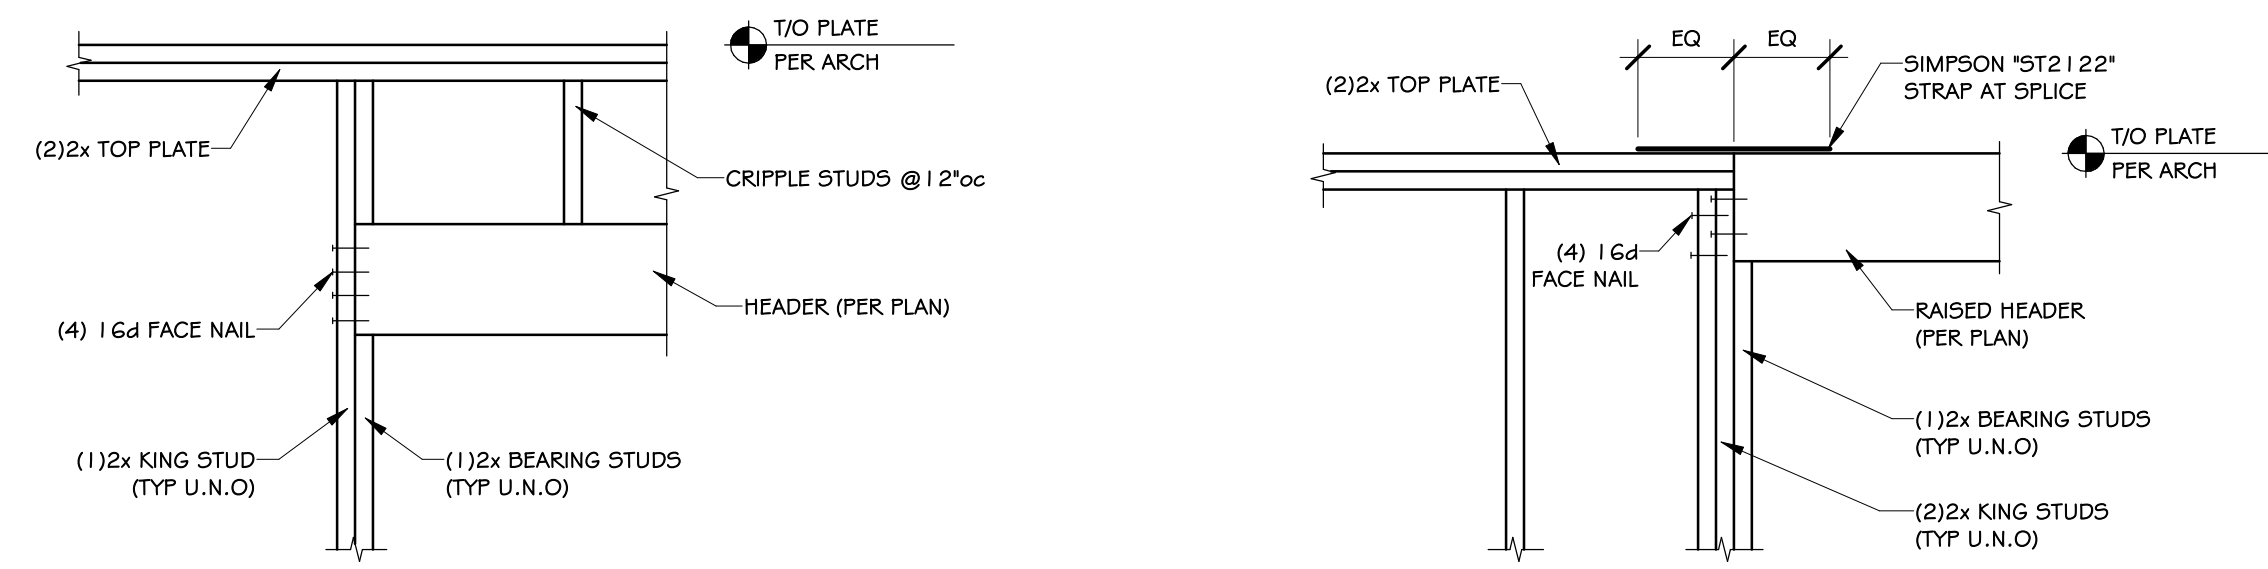 T/O PLATE
PER ARCH
(2)2x TOP PLATE
CRIPPLE STUDS @12"oc
HEADER (PER PLAN)
(4) 16d FACE NAIL
(1)2x KING STUD
(TYP U.N.O)
(1)2x BEARING STUDS
(TYP U.N.O)
EQ
EQ
SIMPSON "ST2122"
STRAP AT SPLICE
(2)2x TOP PLATE
T/O PLATE
PER ARCH
(4) 16d
FACE NAIL
RAISED HEADER
(PER PLAN)
(1)2x BEARING STUDS
(TYP U.N.O)
(2)2x KING STUDS
(TYP U.N.O)